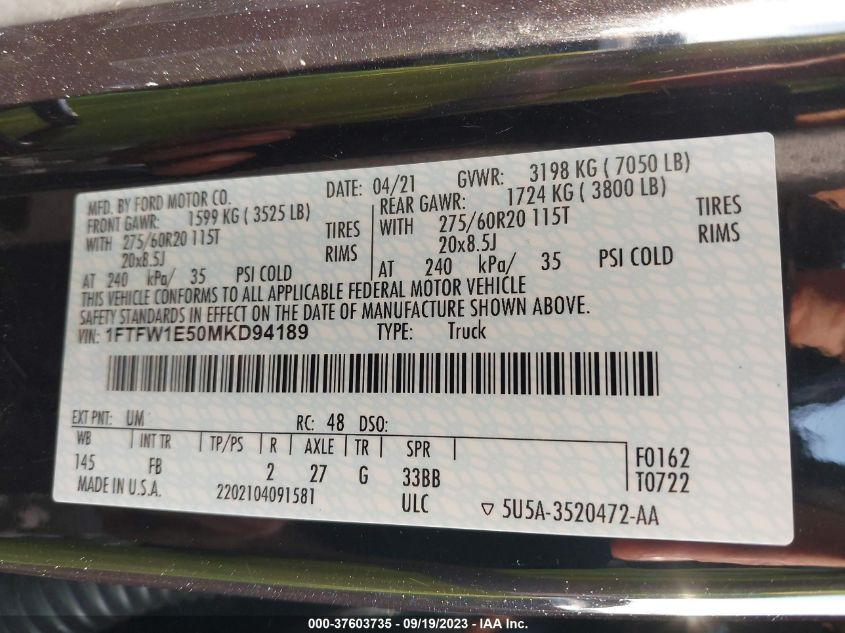 MFD. BY FORD MOTOR CO. DATE: 04/21 GVWR: 3198 KG ( 7050 LB)
FRONT GAWR: 1599 KG ( 3525 LB) REAR GAWR: 1724 KG ( 3800 LB)
WITH 275/60R20 115T TIRES WITH 275/60R20 115T TIRES
20x8.5J RIMS 20x8.5J RIMS
AT 240 kPa/ 35 PSI COLD AT 240 kPa/ 35 PSI COLD
THIS VEHICLE CONFORMS TO ALL APPLICABLE FEDERAL MOTOR VEHICLE
SAFETY STANDARDS IN EFFECT ON THE DATE OF MANUFACTURE SHOWN ABOVE.
VIN: 1FTFW1E50MKD94189 TYPE: Truck
EXT PNT: UM RC: 48 DSO:
WB INT TR TP/PS R AXLE TR SPR
145 FB 2 27 G 33BB F0162
MADE IN U.S.A. 2202104091581 ULC T0722
5U5A-3520472-AA
000-37603735 - 09/19/2023 - IAA Inc.